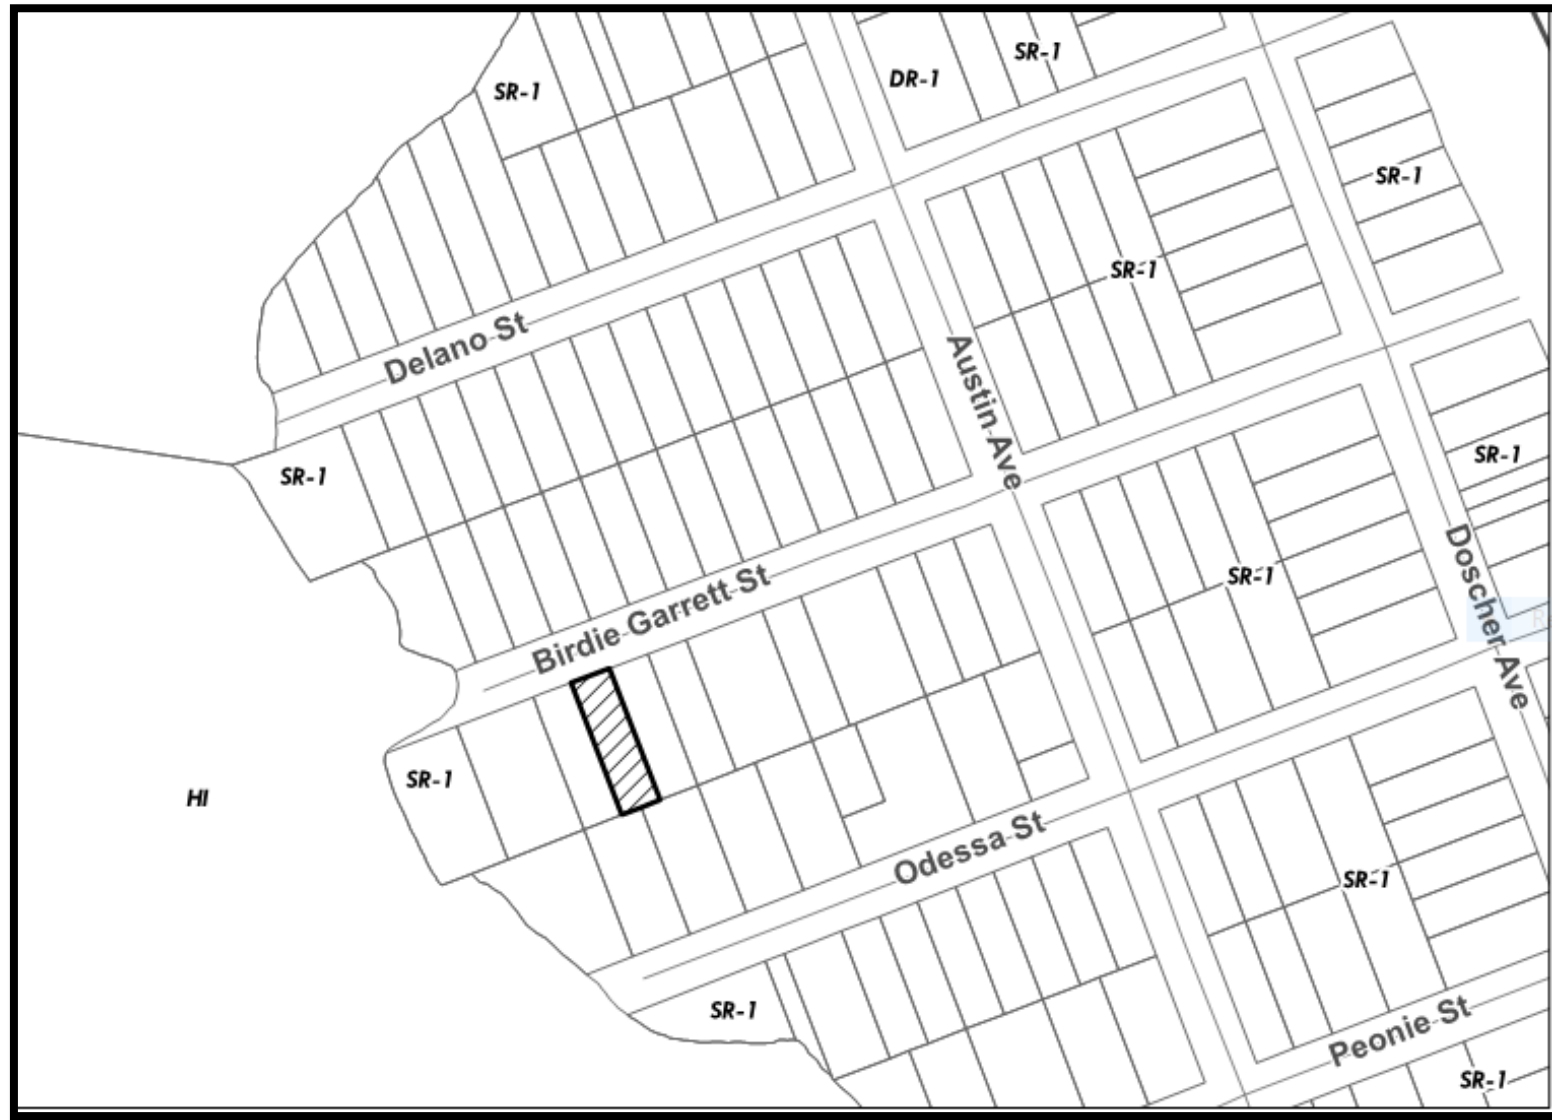 SR-1
DR-1
SR-1
SR-1
SR-1
Delano St
Austin Ave
SR-1
SR-1
Doscher Ave
SR-1
Birdie Garrett St
R
SR-1
HI
Odessa St
SR-1
SR-1
Peonie St
SR-1